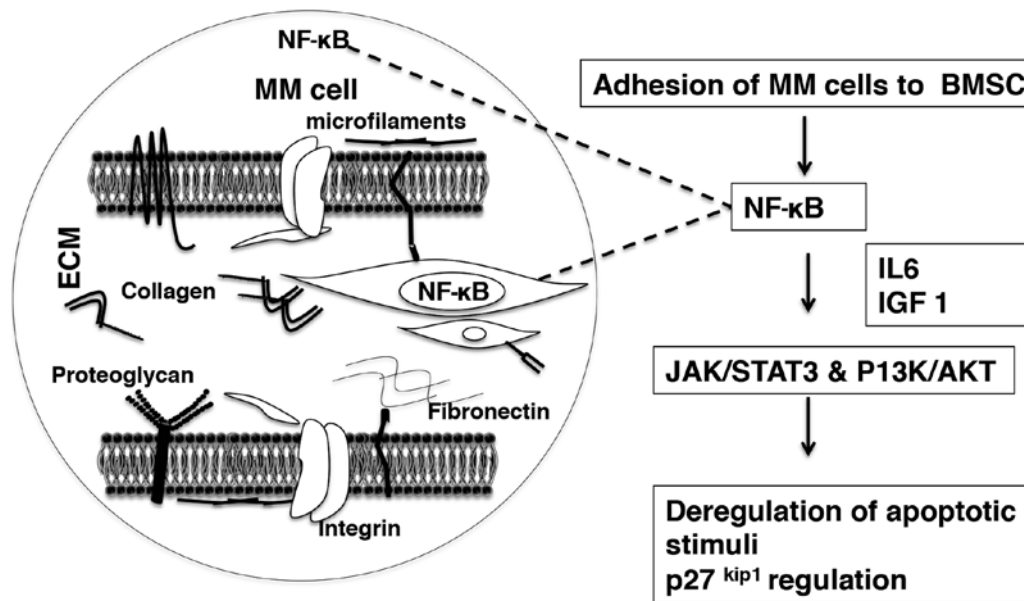 NF-κB
MM cell
microfilaments
ECM
Collagen
NF-κB
Proteoglycan
Fibronectin
Integrin
Adhesion of MM cells to BMSC
NF-κB
IL6
IGF 1
JAK/STAT3 & P13K/AKT
Deregulation of apoptotic
stimuli
p27 kip1 regulation